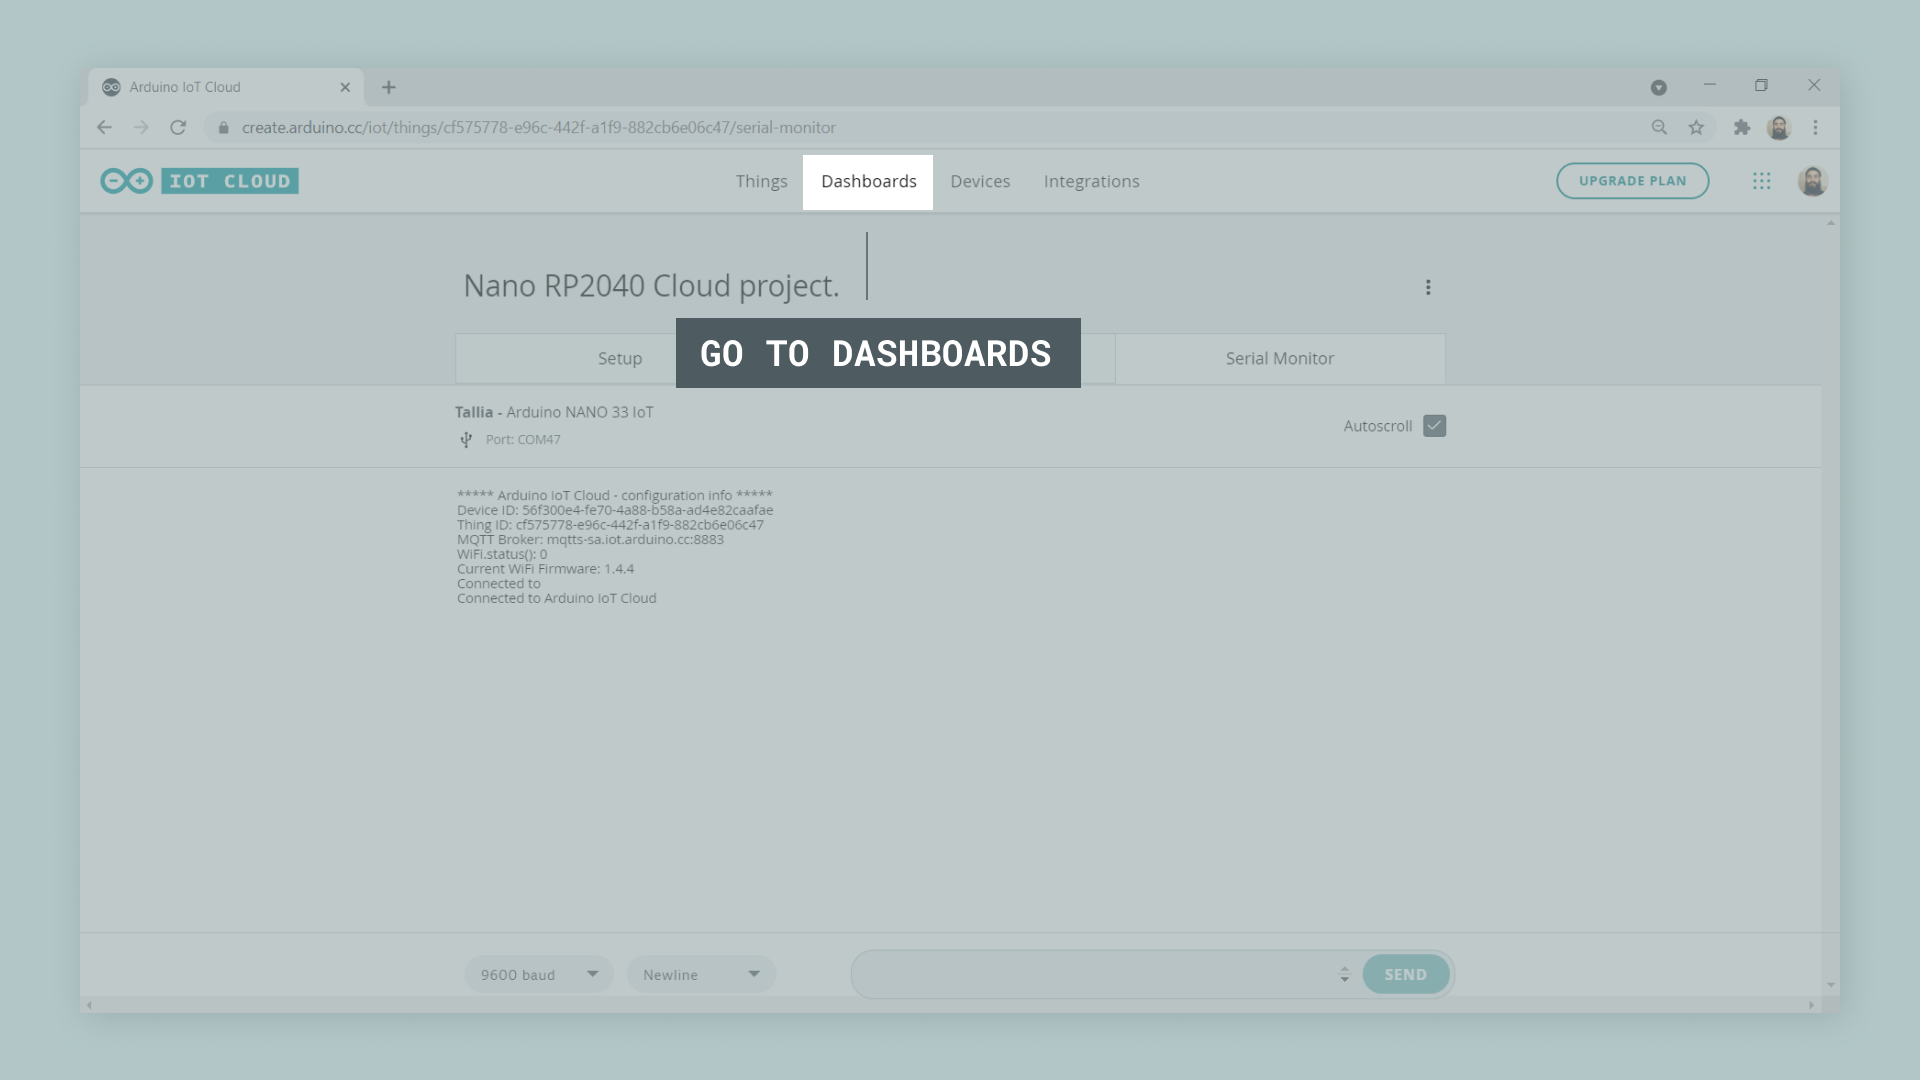 Arduino IoT Cloud
create.arduino.cc/iot/things/cf575778-e96c-442f-a1f9-882cb6e06c47/serial-monitor
IOT CLOUD
Things
Dashboards
Devices
Integrations
UPGRADE PLAN
Nano RP2040 Cloud project.
GO TO DASHBOARDS
Setup
Serial Monitor
Tallia - Arduino NANO 33 IoT
Port: COM47
Autoscroll
***** Arduino IoT Cloud - configuration info *****
Device ID: 56f300e4-fe70-4a88-b58a-ad4e82caafae
Thing ID: cf575778-e96c-442f-a1f9-882cb6e06c47
MQTT Broker: mqtts-sa.iot.arduino.cc:8883
WiFi.status(): 0
Current WiFi Firmware: 1.4.4
Connected to
Connected to Arduino IoT Cloud
9600 baud
Newline
SEND